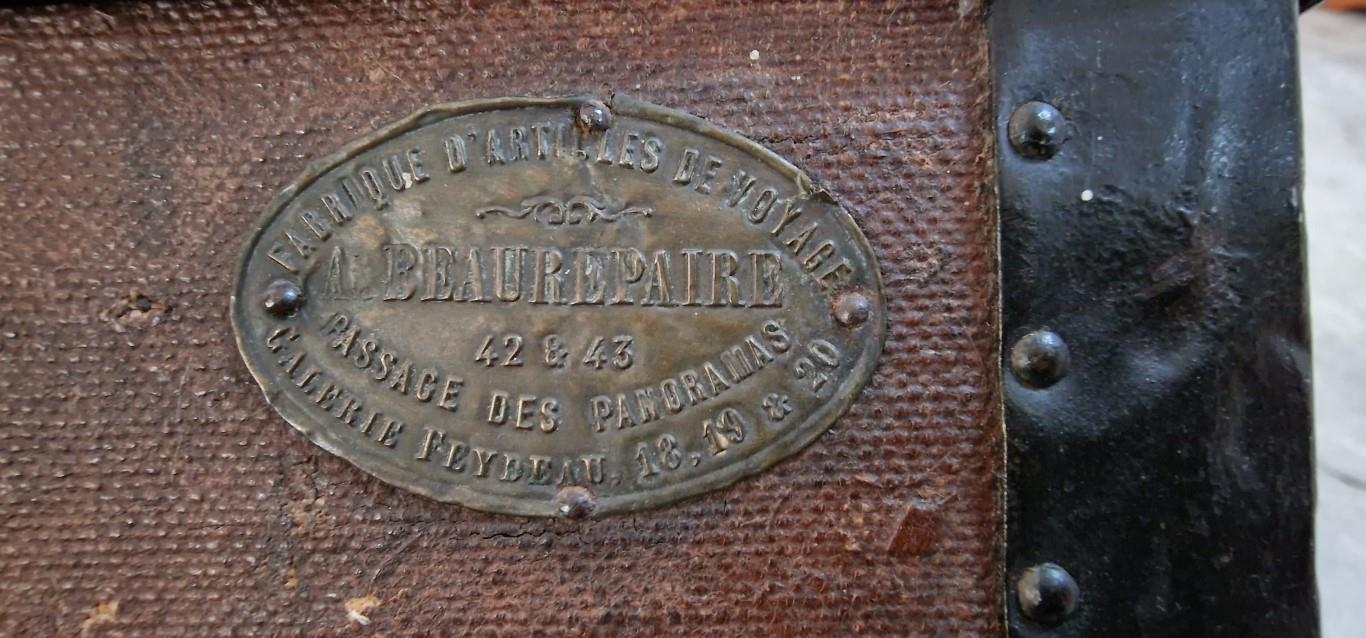 FABRIQUE D'ARTICLES DE VOYAGE
A. BEAUREPAIRE
42 & 43
PASSAGE DES PANORAMAS
GALERIE FEYDEAU, 18, 19 & 20